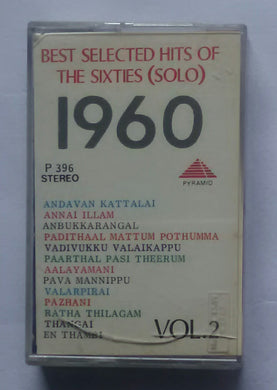 BEST SELECTED HITS OF
THE SIXTIES (SOLO)
1960
P 396
STEREO
PYRAMID
ANDAVAN KATTALAI
ANNAI ILLAM
ANBUKKARANGAL
PADITHAAL MATTUM POTHUMMA
VADIVUKKU VALAIKAPPU
PAARTHAL PASI THEERUM
AALAYAMANI
PAVA MANNIPPU
VALARPIRAI
PAZHANI
RATHA THILAGAM
THANGAI
EN THAMBI
VOL.2